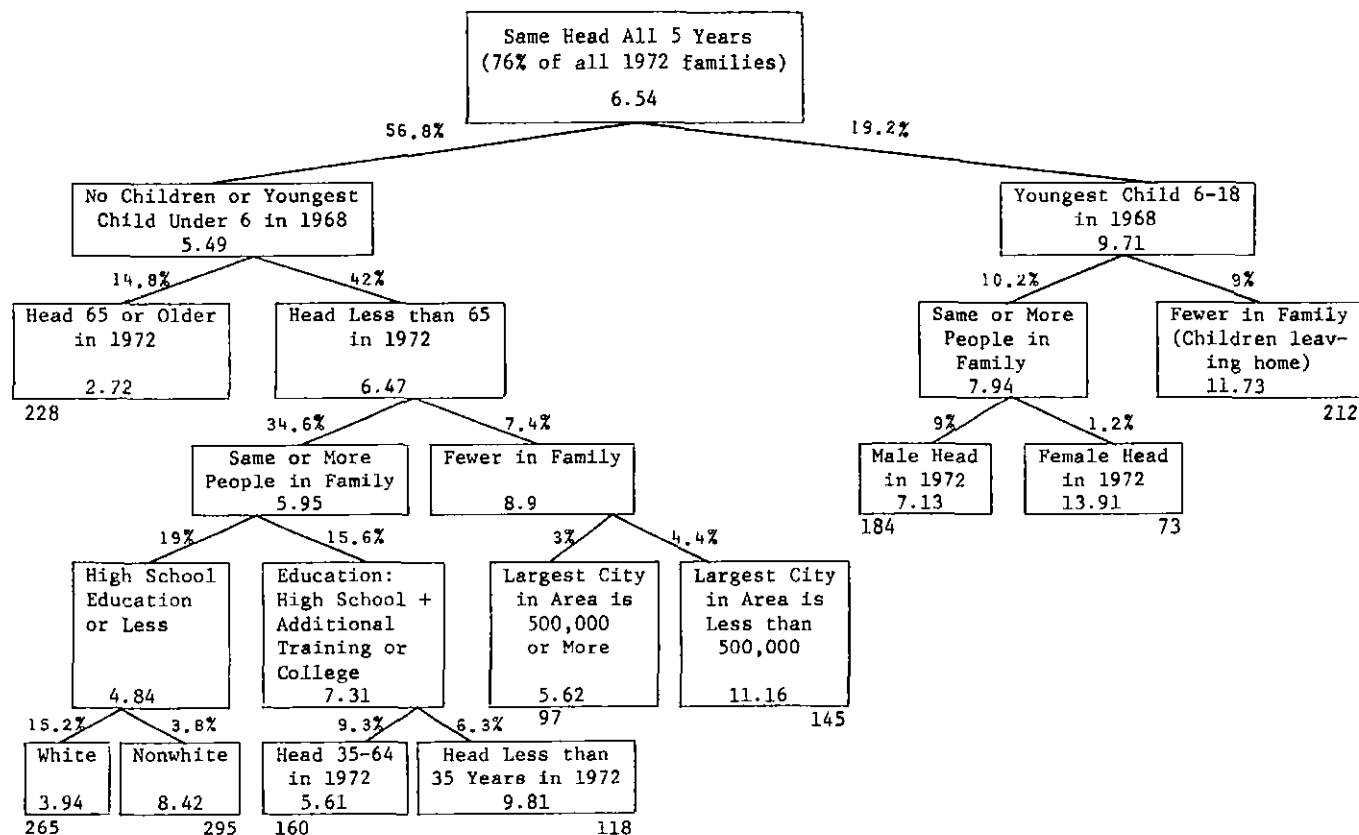 Same Head All 5 Years
(76% of all 1972 families)
6.54
56.8%
19.2%
No Children or Youngest
Child Under 6 in 1968
5.49
Youngest Child 6-18
in 1968
9.71
14.8%
42%
10.2%
9%
Head 65 or Older
in 1972
2.72
228
Head Less than 65
in 1972
6.47
Same or More
People in
Family
7.94
Fewer in Family
(Children leav-
ing home)
11.73
212
34.6%
7.4%
9%
1.2%
Same or More
People in Family
5.95
Fewer in Family
8.9
Male Head
in 1972
7.13
184
Female Head
in 1972
13.91
73
19%
15.6%
3%
4.4%
High School
Education
or Less
4.84
Education:
High School +
Additional
Training or
College
7.31
Largest City
in Area is
500,000
or More
5.62
97
Largest City
in Area is
Less than
500,000
11.16
145
15.2%
3.8%
9.3%
6.3%
White
3.94
265
Nonwhite
8.42
295
Head 35-64
in 1972
5.61
160
Head Less than
35 Years in 1972
9.81
118